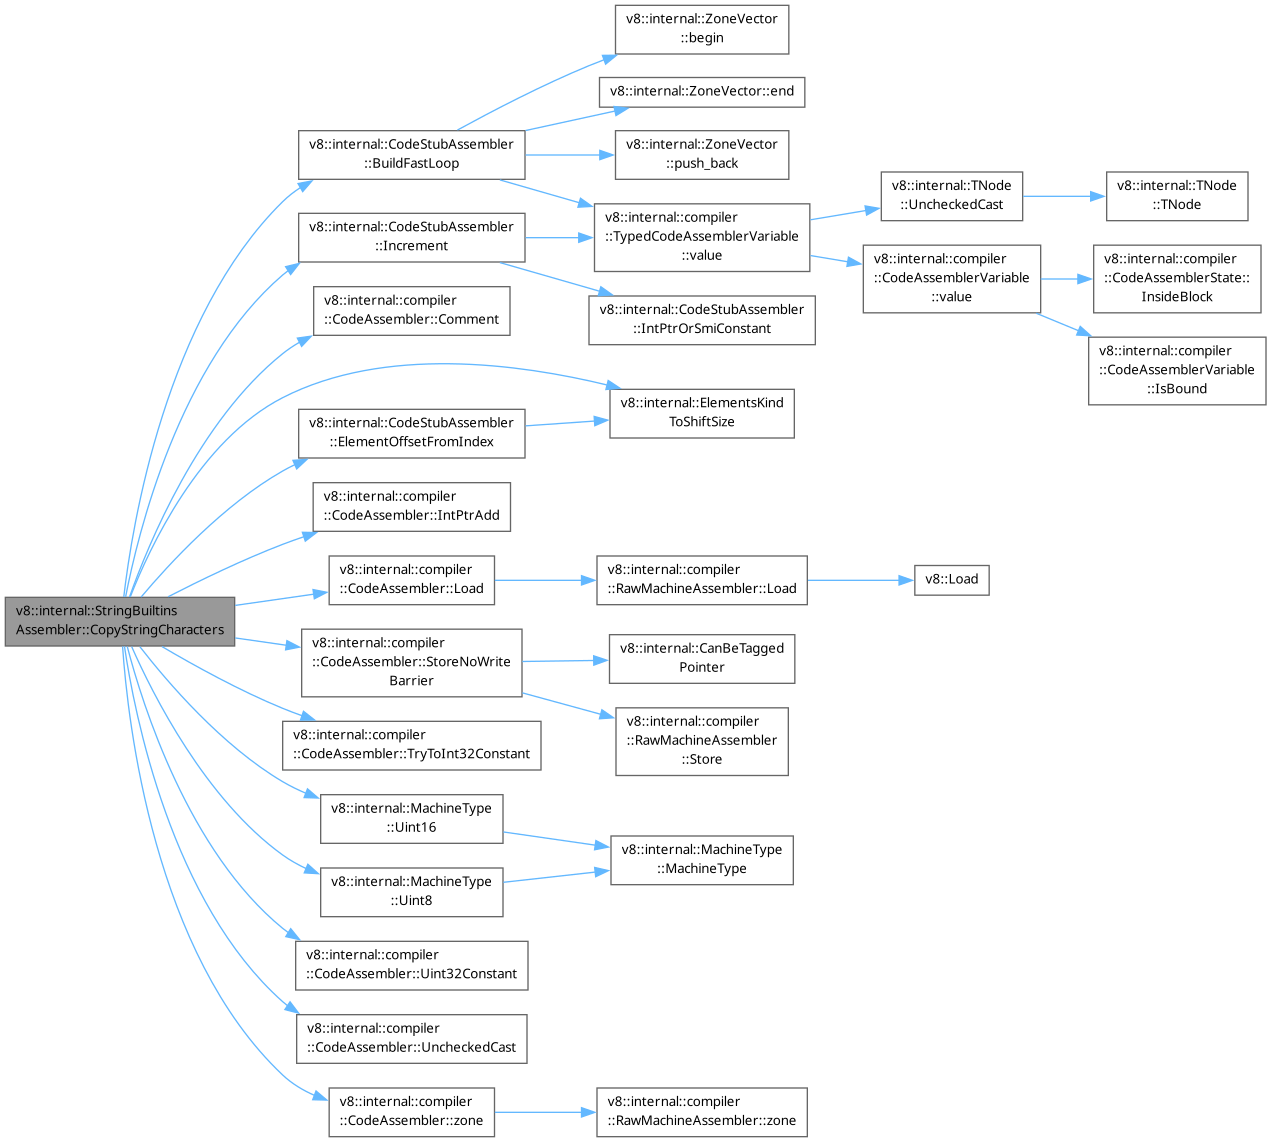 v8::internal::StringBuiltins
Assembler::CopyStringCharacters
v8::internal::CodeStubAssembler
::BuildFastLoop
v8::internal::CodeStubAssembler
::Increment
v8::internal::compiler
::CodeAssembler::Comment
v8::internal::CodeStubAssembler
::ElementOffsetFromIndex
v8::internal::compiler
::CodeAssembler::IntPtrAdd
v8::internal::compiler
::CodeAssembler::Load
v8::internal::compiler
::CodeAssembler::StoreNoWrite
Barrier
v8::internal::compiler
::CodeAssembler::TryToInt32Constant
v8::internal::MachineType
::Uint16
v8::internal::MachineType
::Uint8
v8::internal::compiler
::CodeAssembler::Uint32Constant
v8::internal::compiler
::CodeAssembler::UncheckedCast
v8::internal::compiler
::CodeAssembler::zone
v8::internal::ZoneVector
::begin
v8::internal::ZoneVector::end
v8::internal::ZoneVector
::push_back
v8::internal::compiler
::TypedCodeAssemblerVariable
::value
v8::internal::CodeStubAssembler
::IntPtrOrSmiConstant
v8::internal::ElementsKind
ToShiftSize
v8::internal::compiler
::RawMachineAssembler::Load
v8::internal::CanBeTagged
Pointer
v8::internal::compiler
::RawMachineAssembler
::Store
v8::internal::MachineType
::MachineType
v8::internal::compiler
::RawMachineAssembler::zone
v8::internal::TNode
::UncheckedCast
v8::internal::compiler
::CodeAssemblerVariable
::value
v8::Load
v8::internal::TNode
::TNode
v8::internal::compiler
::CodeAssemblerState::
InsideBlock
v8::internal::compiler
::CodeAssemblerVariable
::IsBound